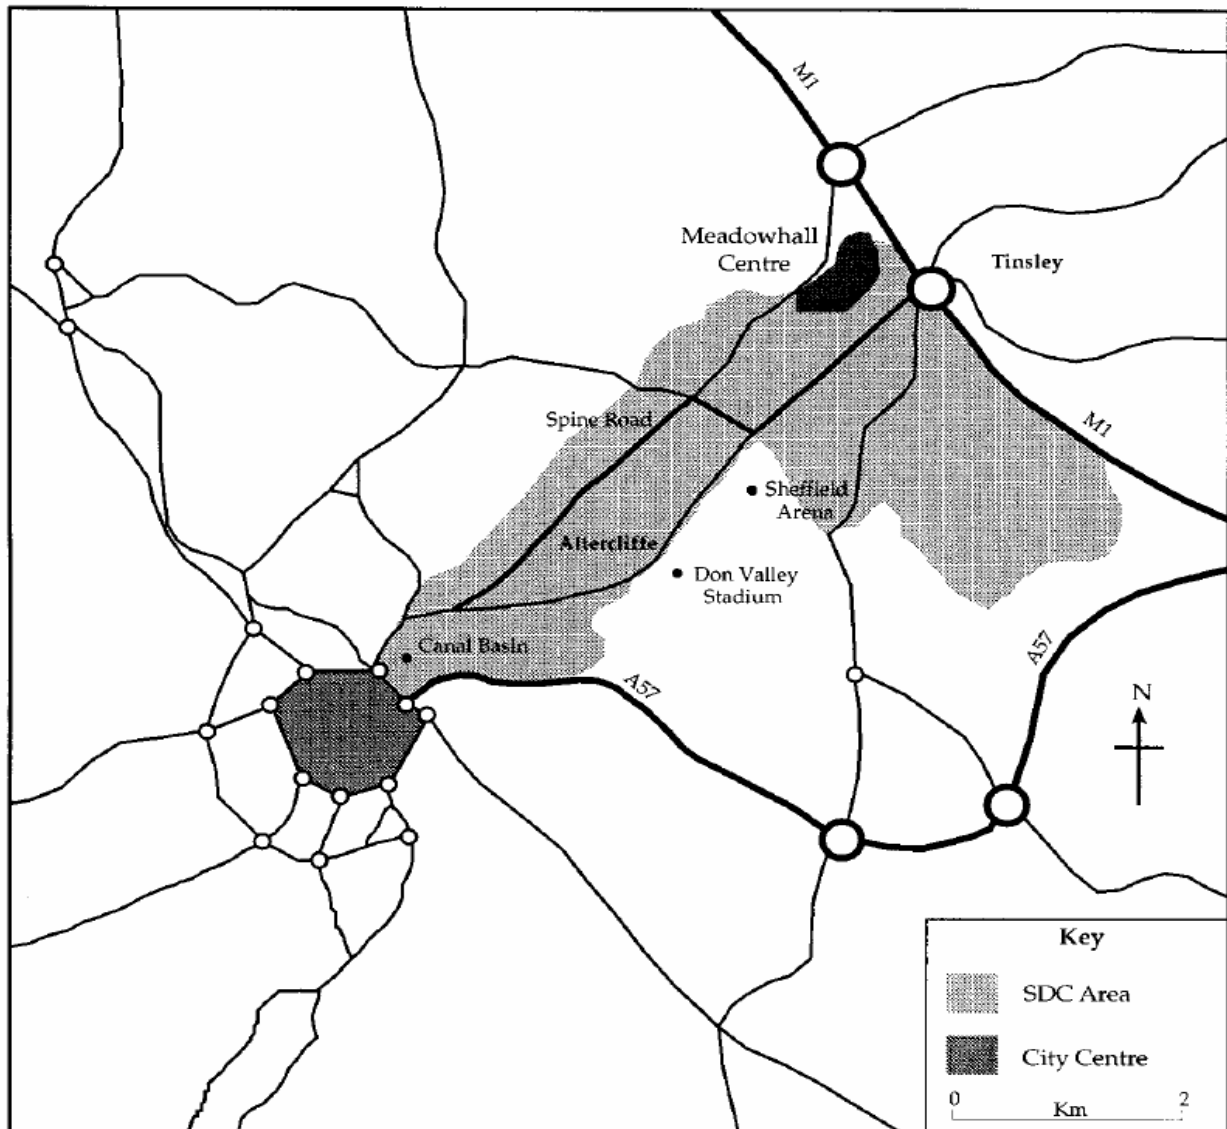 M1
Meadowhall
Centre
Tinsley
Spine Road
M1
Sheffield
Arena
Attercliffe
Don Valley
Stadium
Canal Basin
A57
A57
N
Key
SDC Area
City Centre
0 2
Km